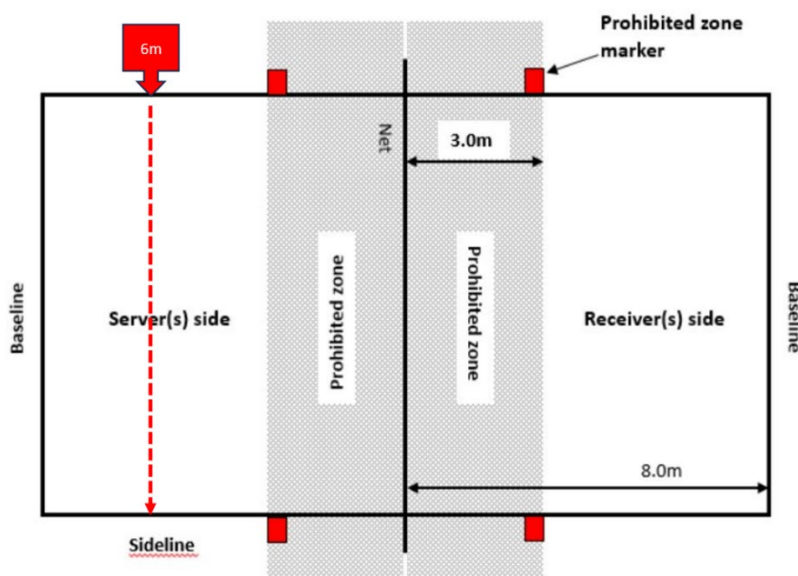 Prohibited zone
marker
6m
Net
3.0m
Baseline
Server(s) side
Prohibited zone
Prohibited zone
Receiver(s) side
Baseline
8.0m
Sideline